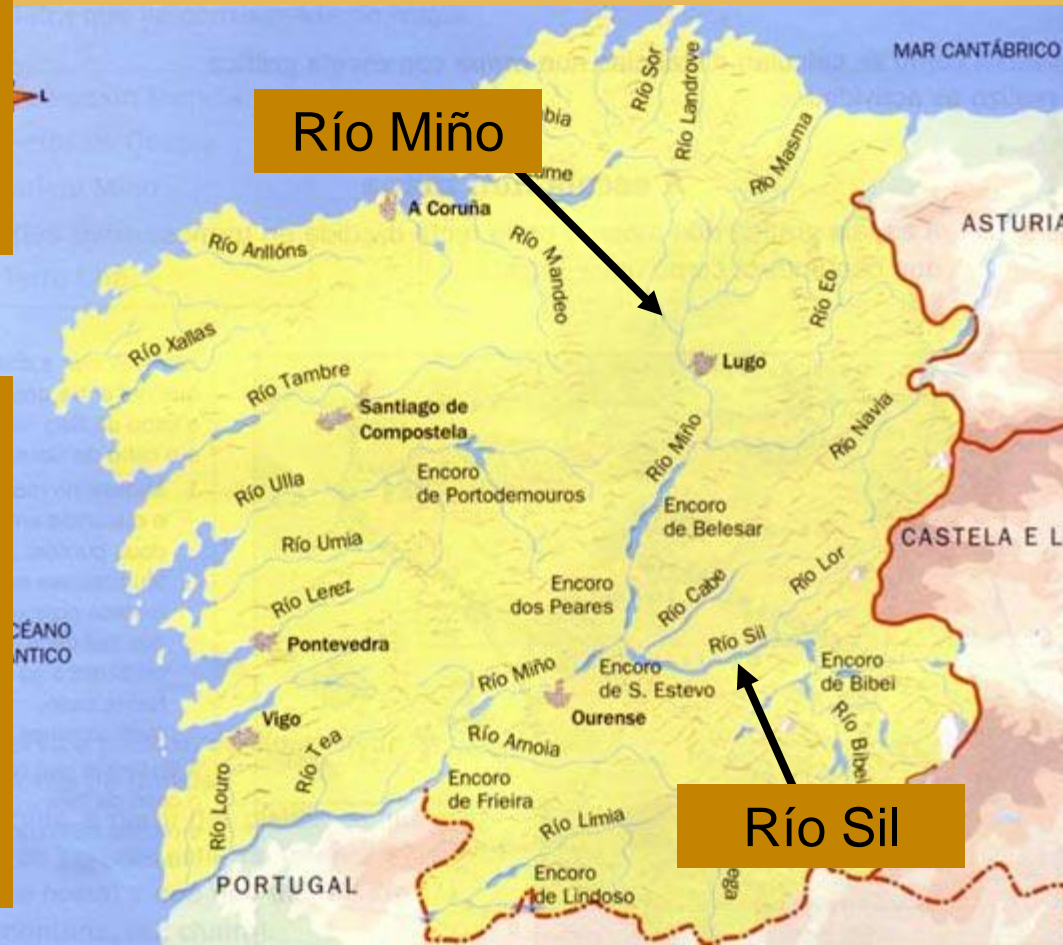 MAR CANTÁBRICO
Río Sor
Río Landrove
Río Miño
Río Masma
L
A Coruña
ASTURIA
Río Anllóns
Río Mandeo
Río Eo
Río Xallas
Lugo
Río Tambre
Santiago de
Compostela
Río Navia
Río Miño
Encoro
de Portodemouros
Río Ulla
Encoro
de Belesar
Río Umia
CASTELA E L
Río Lor
Encoro
dos Peares
Río Cabe
Río Lerez
CÉANO
ÁNTICO
Pontevedra
Río Sil
Río Miño
Encoro
de S. Estevo
Encoro
de Bibei
Ourense
Vigo
Río Tea
Río Arnoia
Río Bibei
Encoro
de Frieira
Río Louro
Río Limia
Río Sil
PORTUGAL
Encoro
de Lindoso